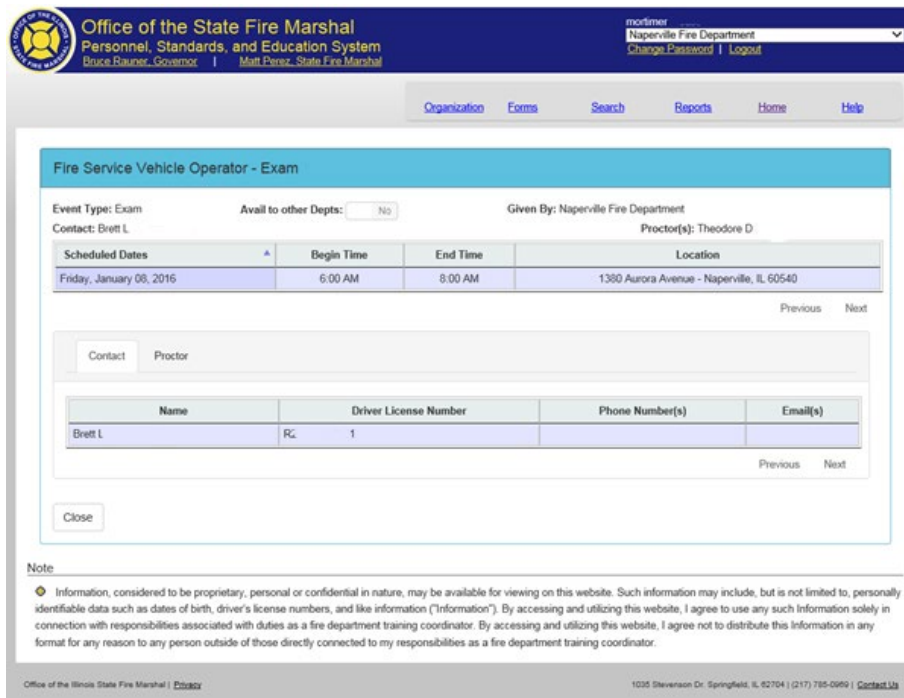 Office of the State Fire Marshal
Personnel, Standards, and Education System
Bruce Rauner, Governor | Matt Perez, State Fire Marshal
mortimer
Naperville Fire Department
Change Password | Logout
Organization Forms Search Reports Home Help
Fire Service Vehicle Operator - Exam
Event Type: Exam Avail to other Depts: No Given By: Naperville Fire Department
Contact: Brett L Proctor(s): Theodore D
Scheduled Dates Begin Time End Time Location
Friday, January 08, 2016 6:00 AM 8:00 AM 1380 Aurora Avenue - Naperville, IL 60540
Previous Next
Contact Proctor
Name Driver License Number Phone Number(s) Email(s)
Brett L 1
Previous Next
Close
Note
Information, considered to be proprietary, personal or confidential in nature, may be available for viewing on this website. Such information may include, but is not limited to, personally
identifiable data such as dates of birth, driver's license numbers, and like information ("Information"). By accessing and utilizing this website, I agree to use any such Information solely in
connection with responsibilities associated with duties as a fire department training coordinator. By accessing and utilizing this website, I agree not to distribute this Information in any
format for any reason to any person outside of those directly connected to my responsibilities as a fire department training coordinator.
Office of the Illinois State Fire Marshal | Privacy 1035 Stevenson Dr. Springfield, IL 62704 | (217) 785-0969 | Contact Us